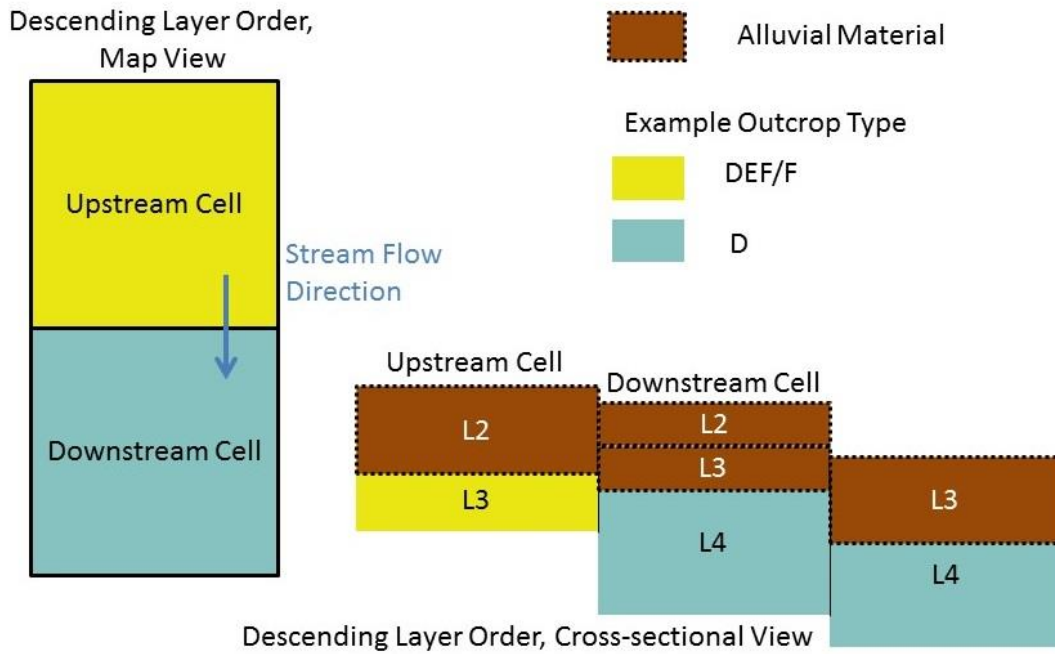 Descending Layer Order,
Map View
Upstream Cell
Stream Flow
Direction
Downstream Cell
Alluvial Material
Example Outcrop Type
DEF/F
D
Upstream Cell
Downstream Cell
L2
L3
L2
L3
L4
L3
L4
Descending Layer Order, Cross-sectional View